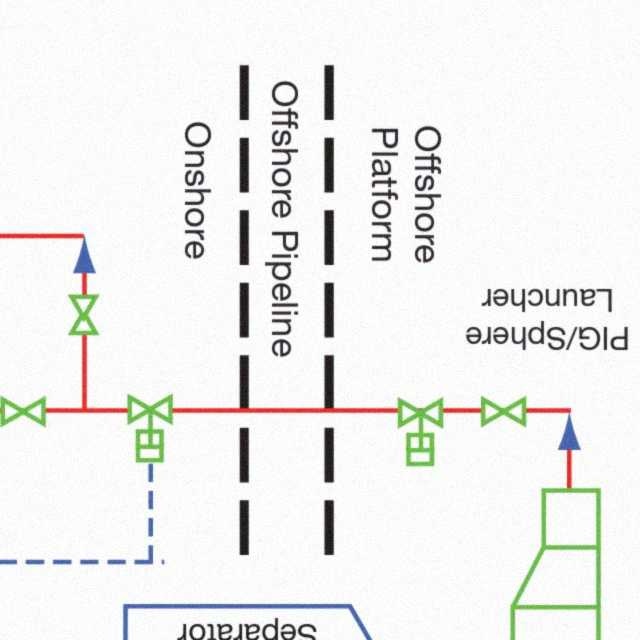 Onshore
Offshore Pipeline
Offshore
Platform
PIG/Sphere
Launcher
Separator